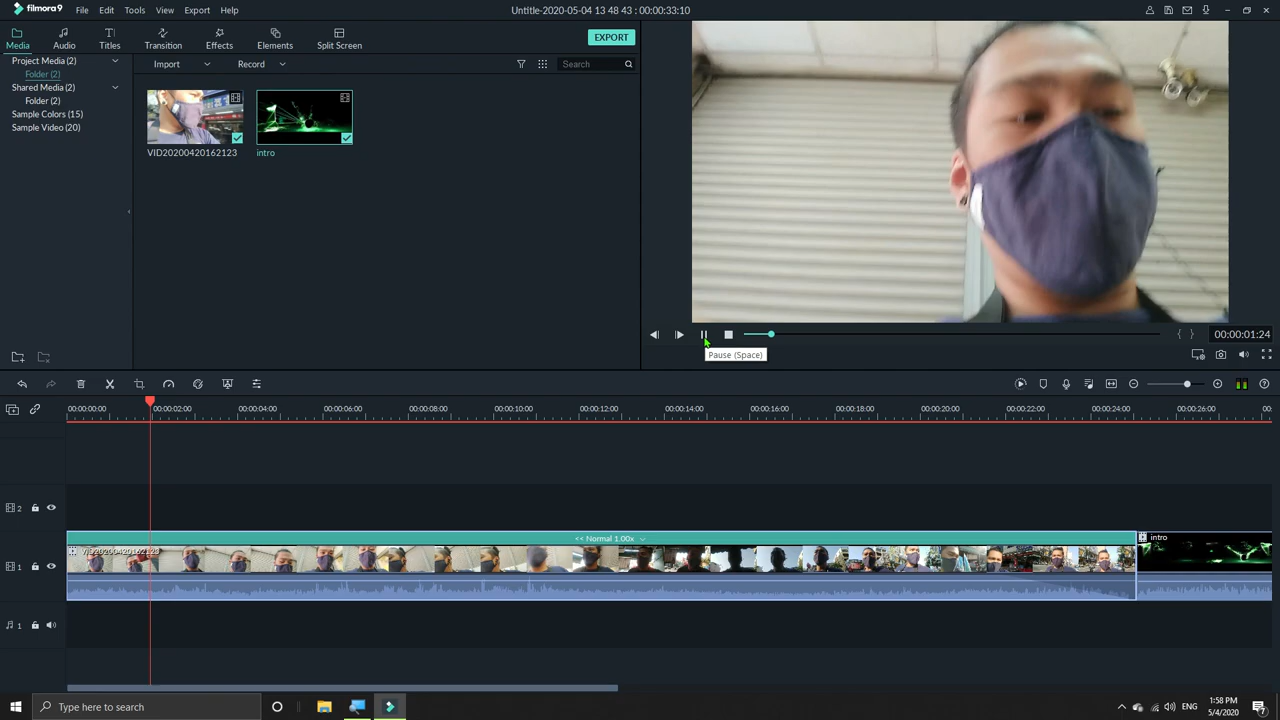 filmora9 File Edit Tools View Export Help Untitle-2020-05-04 13 48 43 : 00:00:33:10
Media Audio Titles Transition Effects Elements Split Screen EXPORT
Project Media (2)
Folder (2)
Shared Media (2)
Folder (2)
Sample Colors (15)
Sample Video (20)
Import Record Search
VID20200420162123 intro
00:00:01:24
Pause (Space)
00:00:00:00 00:00:02:00 00:00:04:00 00:00:06:00 00:00:08:00 00:00:10:00 00:00:12:00 00:00:14:00 00:00:16:00 00:00:18:00 00:00:20:00 00:00:22:00 00:00:24:00 00:00:26:00 00:
2
<< Normal 1.00x
VID20200420162123 intro
1
1
Type here to search
ENG 1:58 PM
5/4/2020